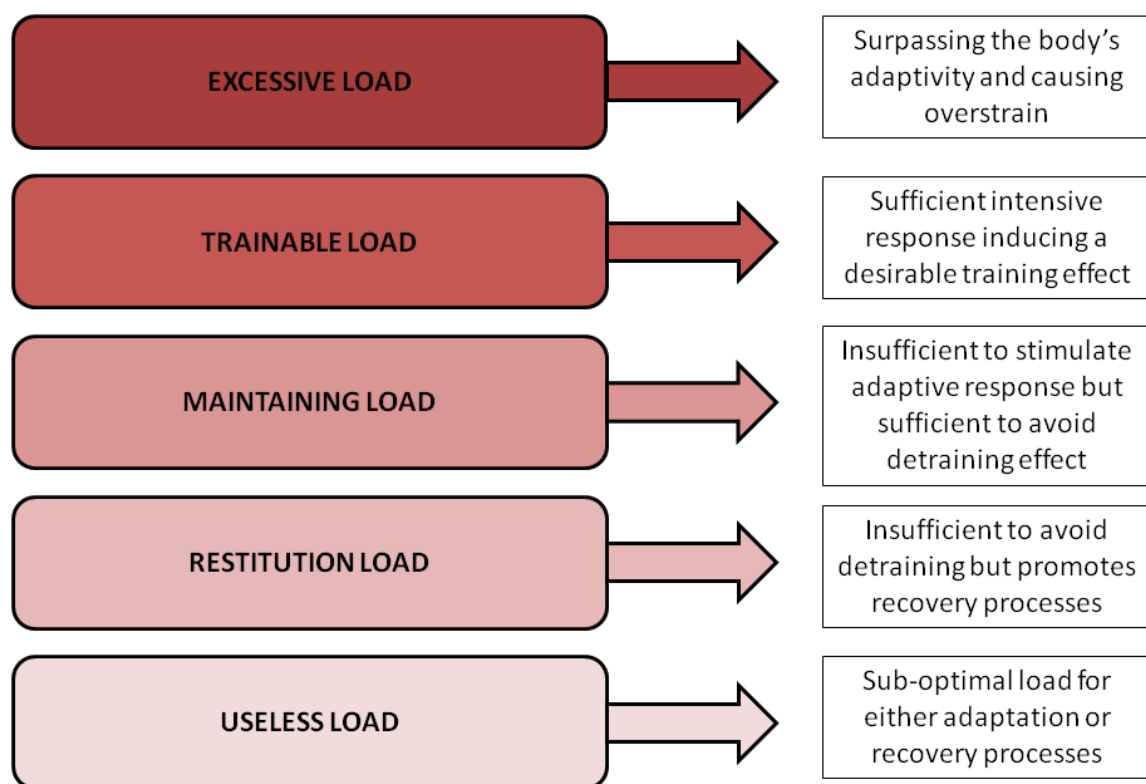 EXCESSIVE LOAD
Surpassing the body’s
adaptivity and causing
overstrain
TRAINABLE LOAD
Sufficient intensive
response inducing a
desirable training effect
MAINTAINING LOAD
Insufficient to stimulate
adaptive response but
sufficient to avoid
detraining effect
RESTITUTION LOAD
Insufficient to avoid
detraining but promotes
recovery processes
USELESS LOAD
Sub-optimal load for
either adaptation or
recovery processes